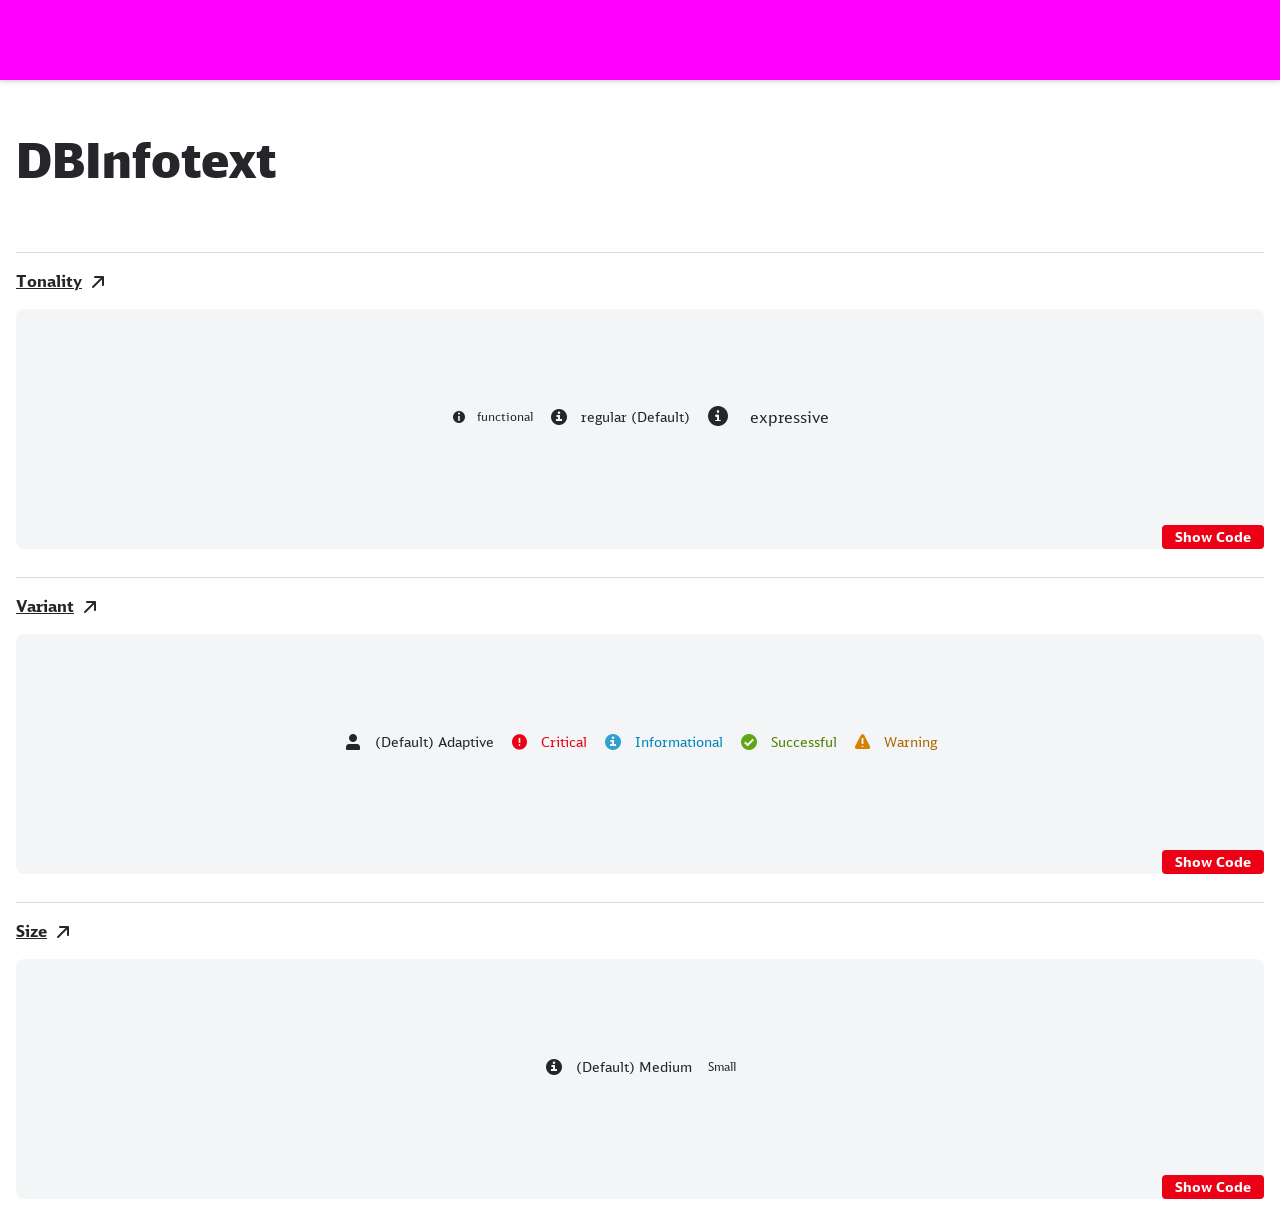 DBInfotext
Tonality
functional regular (Default) expressive
Show Code
Variant
(Default) Adaptive Critical Informational Successful Warning
Show Code
Size
(Default) Medium Small
Show Code